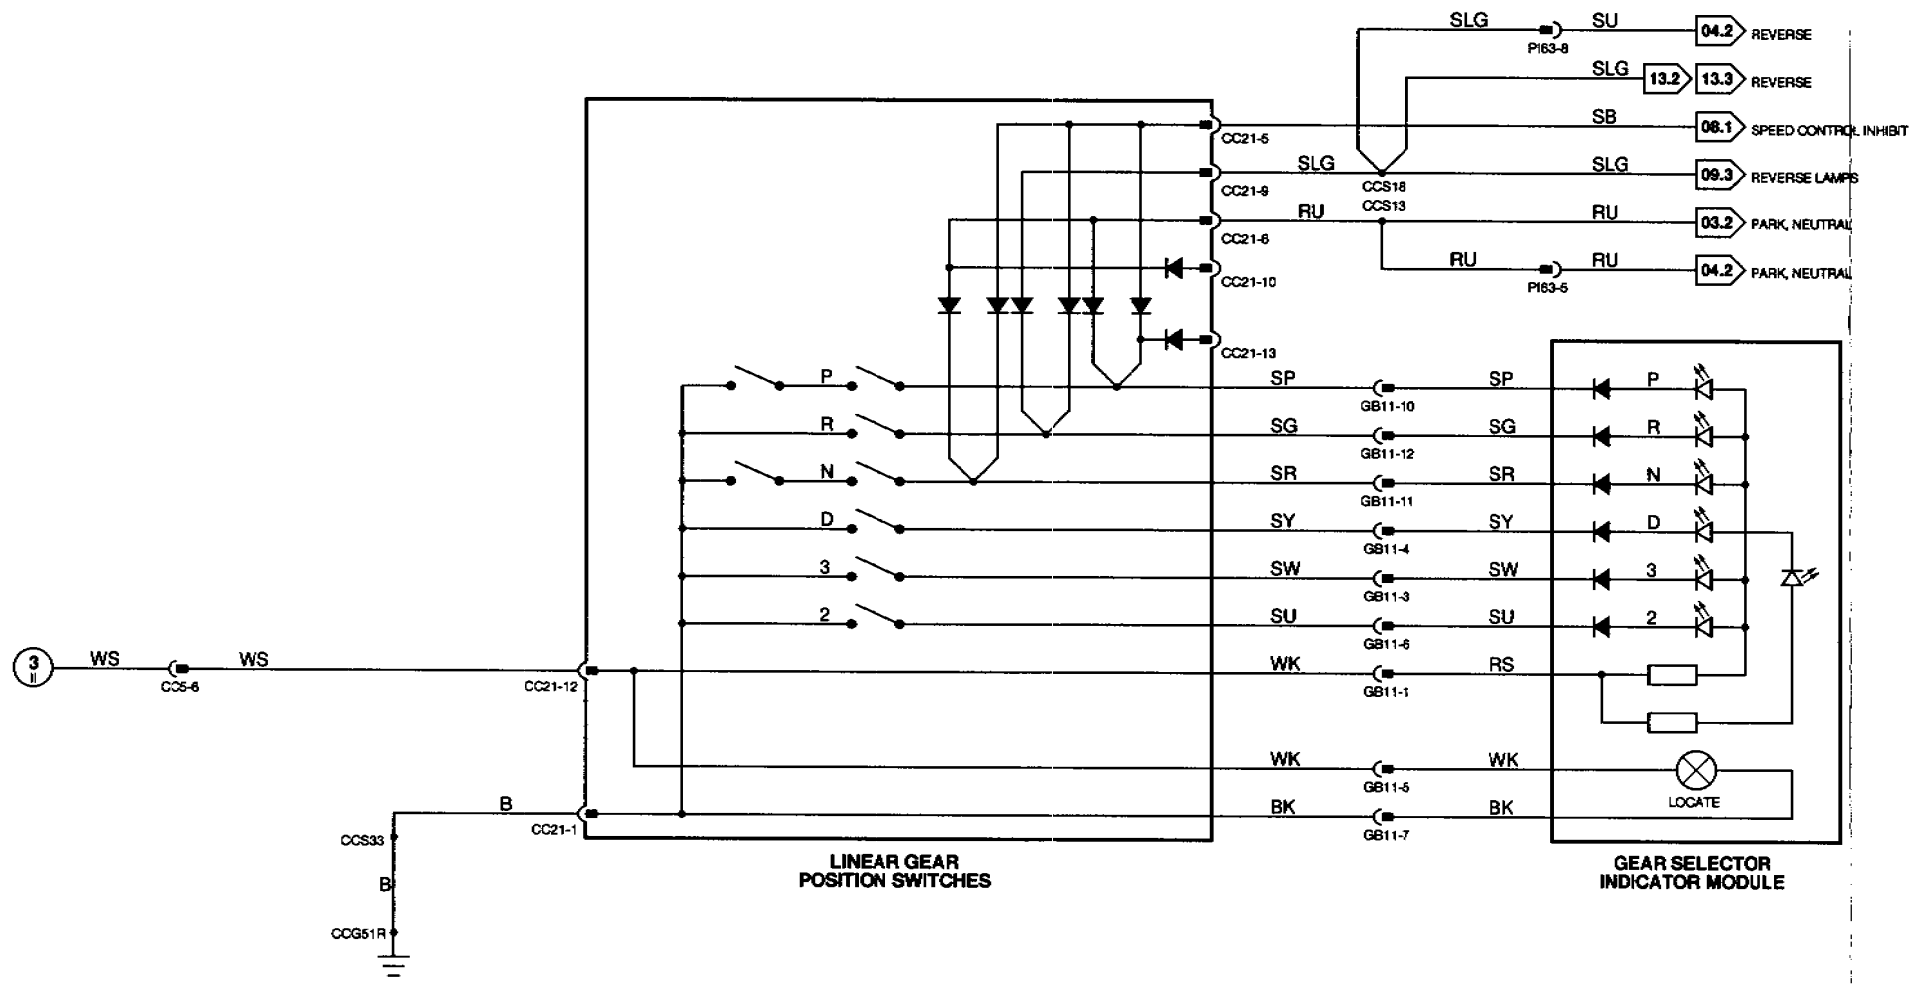 SLG SU 04.2 REVERSE
PI63-8
SLG 13.2 13.3 REVERSE
SB 08.1 SPEED CONTROL INHIBIT
CC21-5
SLG SLG 09.3 REVERSE LAMPS
CC21-9 CCS18
CCS13
RU RU 03.2 PARK, NEUTRAL
CC21-6
RU RU 04.2 PARK, NEUTRAL
CC21-10 PI63-5
CC21-13
P SP SP P
GB11-10
R SG SG R
GB11-12
N SR SR N
GB11-11
D SY SY D
GB11-4
3 SW SW 3
GB11-3
2 SU SU 2
GB11-6
3 WS WS WK RS
II CC5-6 CC21-12 GB11-1
WK WK
GB11-5 LOCATE
B BK BK
CC21-1 GB11-7
CCS33
LINEAR GEAR
POSITION SWITCHES
GEAR SELECTOR
INDICATOR MODULE
B
CCG51R